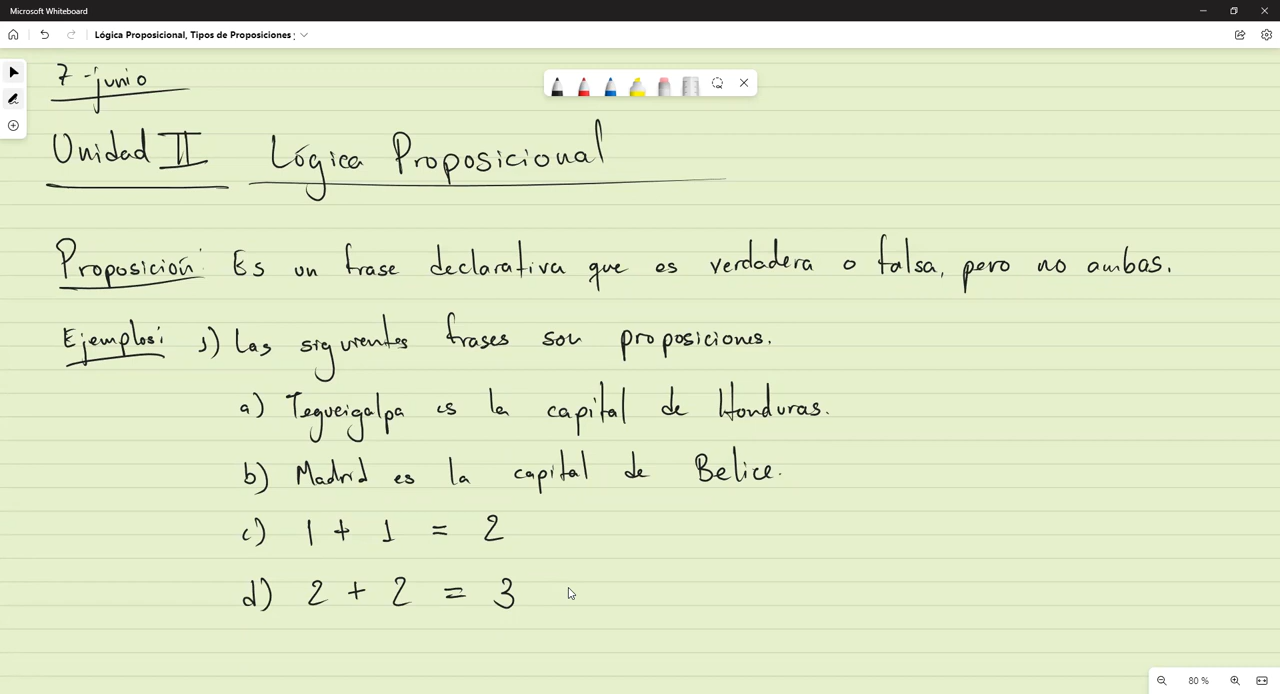 Microsoft Whiteboard
Lógica Proposicional, Tipos de Proposiciones
7 - junio
Unidad II Lógica Proposicional
Proposición: Es un frase declarativa que es verdadera o falsa, pero no ambas.
Ejemplos: 1) Las siguientes frases son proposiciones.
a) Tegucigalpa es la capital de Honduras.
b) Madrid es la capital de Belice.
c) 1 + 1 = 2
d) 2 + 2 = 3
80 %